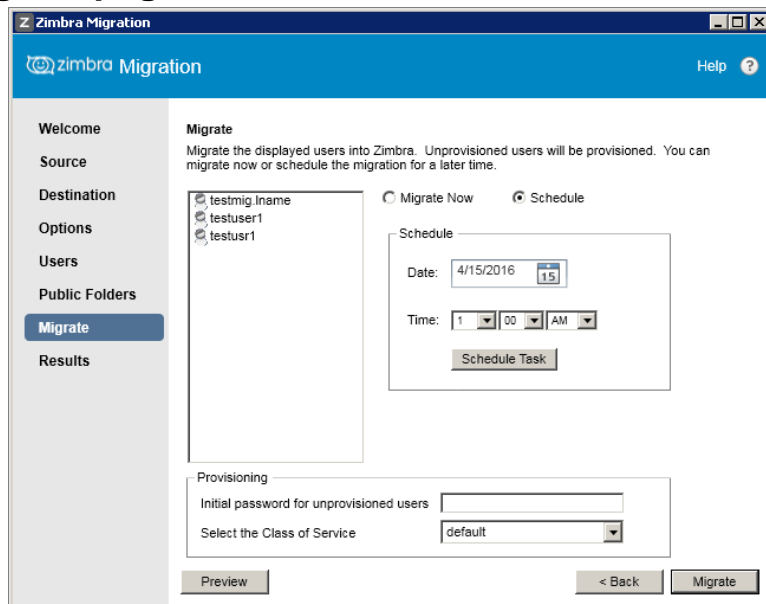 Zimbra Migration
zimbra Migration
Help ?
Welcome
Source
Destination
Options
Users
Public Folders
Migrate
Results
Migrate
Migrate the displayed users into Zimbra. Unprovisioned users will be provisioned. You can
migrate now or schedule the migration for a later time.
testmig.lname
testuser1
testusr1
Migrate Now
Schedule
Schedule
Date: 4/15/2016 15
Time: 1 00 AM
Schedule Task
Provisioning
Initial password for unprovisioned users
Select the Class of Service default
Preview
< Back
Migrate